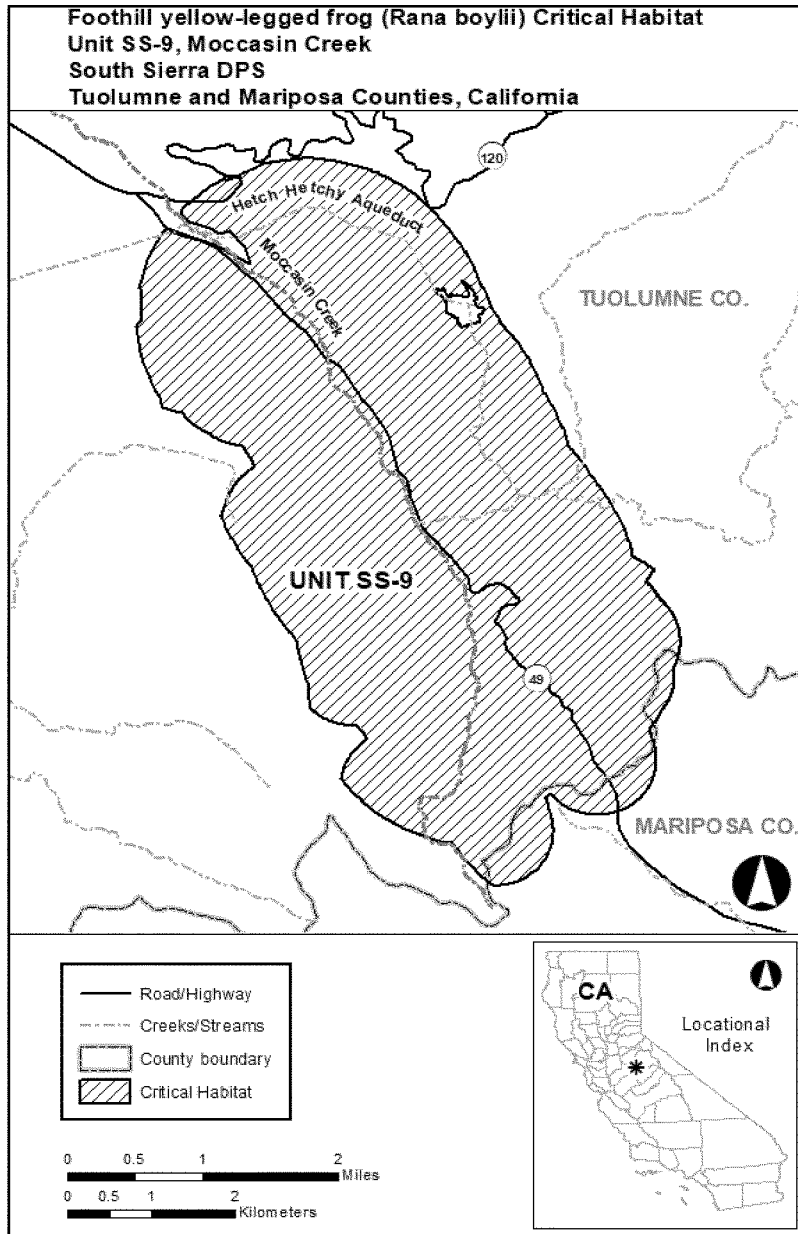 Foothill yellow-legged frog (Rana boylii) Critical Habitat
Unit SS-9, Moccasin Creek
South Sierra DPS
Tuolumne and Mariposa Counties, California
120
Hetch Hetchy Aqueduct
Moccasin Creek
TUOLUMNE CO.
UNIT SS-9
49
MARIPOSA CO.
Road/Highway
Creeks/Streams
County boundary
Critical Habitat
0 0.5 1 2
Miles
0 0.5 1 2
Kilometers
CA
Locational
Index